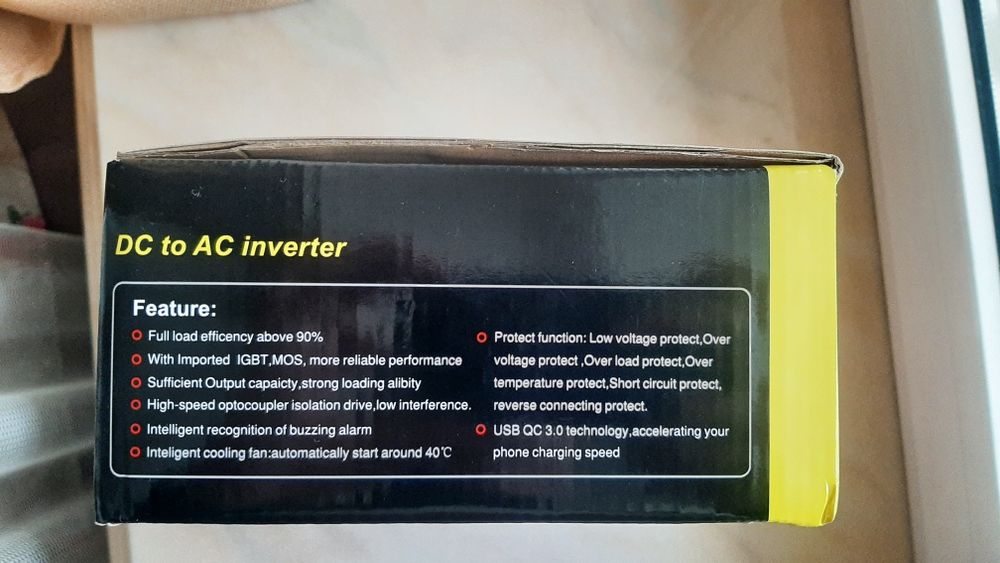 DC to AC inverter
Feature:
Full load efficency above 90%
With Imported IGBT,MOS, more reliable performance
Sufficient Output capaicty,strong loading alibity
High-speed optocoupler isolation drive,low interference.
Intelligent recognition of buzzing alarm
Inteligent cooling fan:automatically start around 40℃
Protect function: Low voltage protect,Over
voltage protect ,Over load protect,Over
temperature protect,Short circuit protect,
reverse connecting protect.
USB QC 3.0 technology,accelerating your
phone charging speed